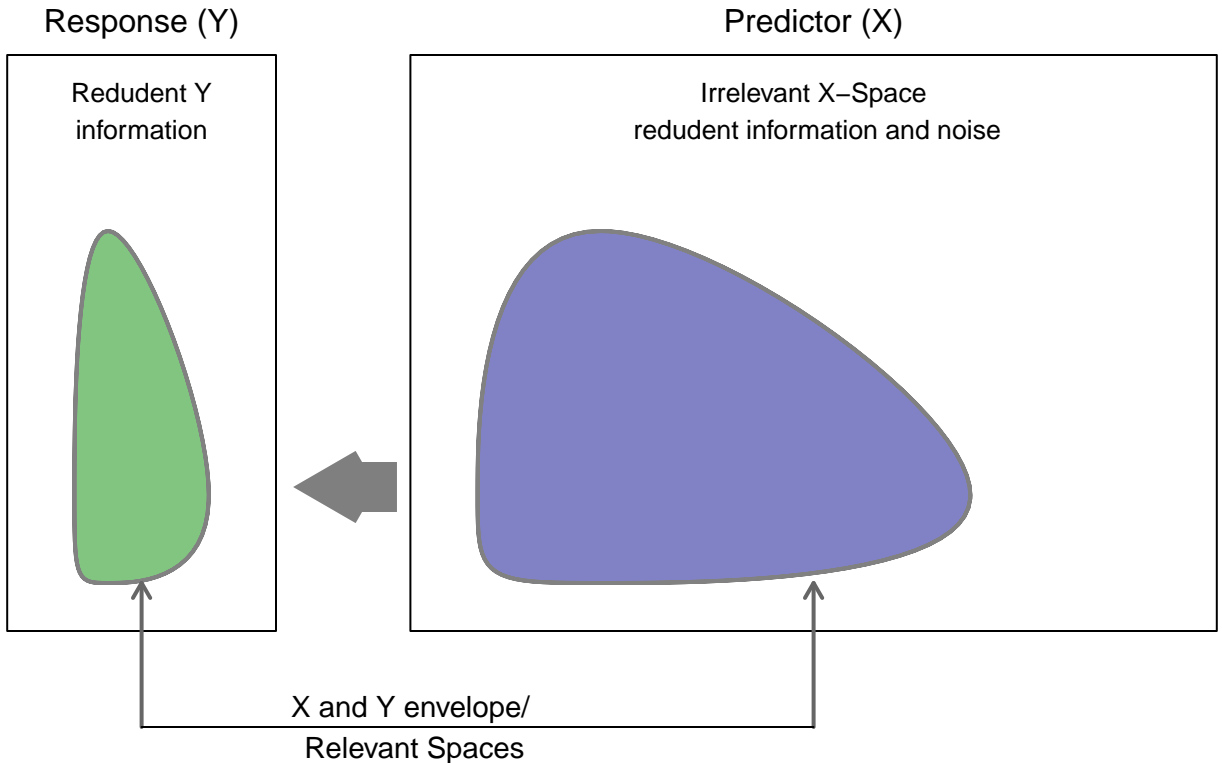 Response (Y)
Predictor (X)
Redudent Y
information
Irrelevant X−Space
redudent information and noise
X and Y envelope/
Relevant Spaces